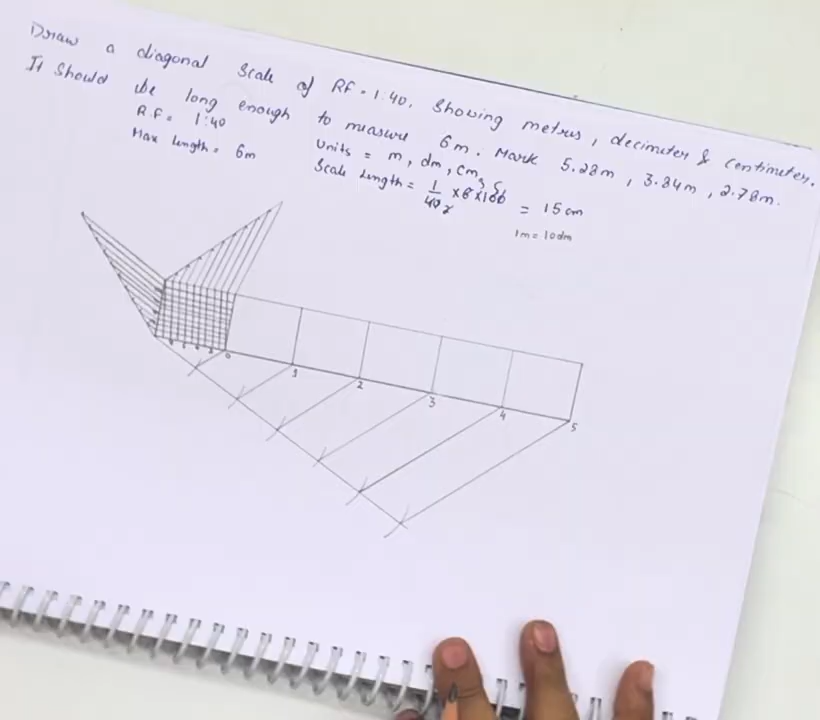 Draw a diagonal scale of RF = 1:40, showing metres, decimeter & centimeter.
It should be long enough to measure 6m. Mark 5.28m, 3.84m, 2.78m.
R.F = 1:40
Max length = 6m
Units = m, dm, cm
Scale length = 1/40 x 6 x 100 = 15 cm
1m = 10dm
0
1
2
3
4
5